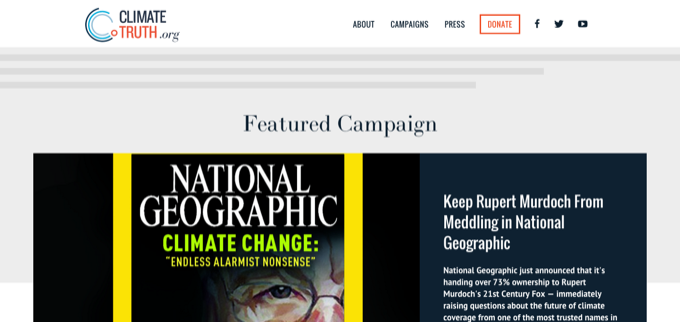 CLIMATE
TRUTH.org
ABOUT CAMPAIGNS PRESS DONATE
Featured Campaign
NATIONAL
GEOGRAPHIC
CLIMATE CHANGE:
"ENDLESS ALARMIST NONSENSE"
Keep Rupert Murdoch From
Meddling in National
Geographic
National Geographic just announced that it's
handing over 73% ownership to Rupert
Murdoch's 21st Century Fox — immediately
raising questions about the future of climate
coverage from one of the most trusted names in